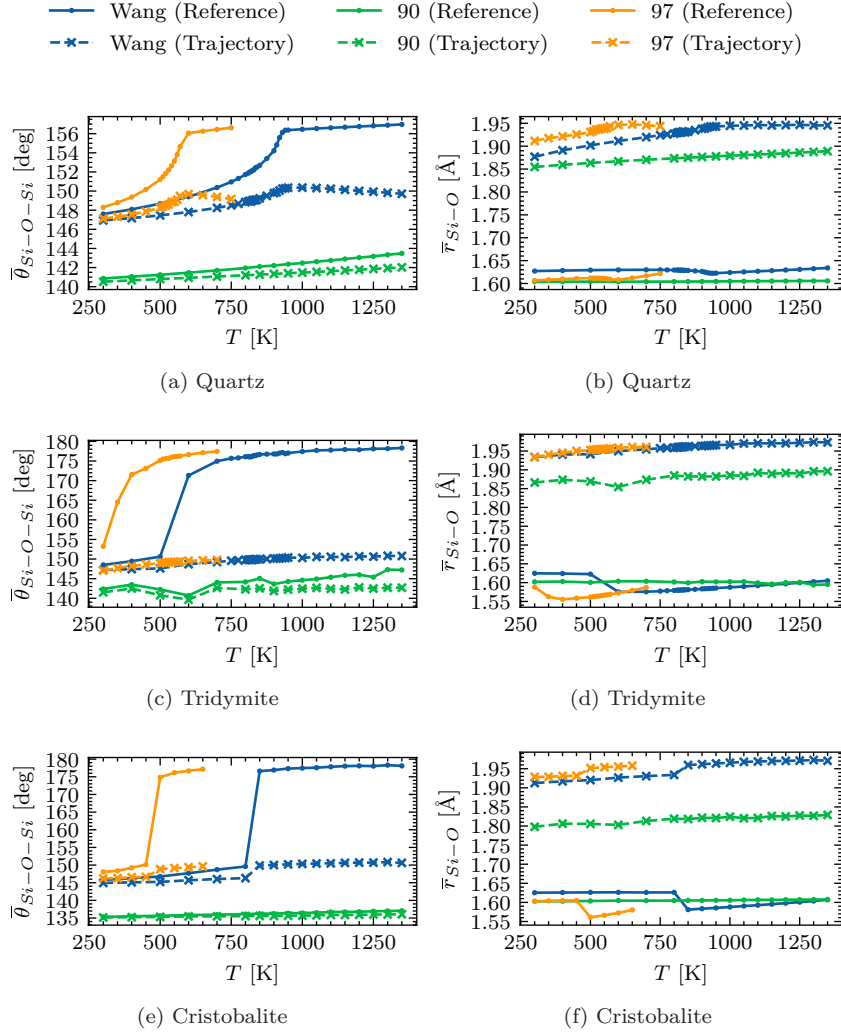 Wang (Reference) 90 (Reference) 97 (Reference)
Wang (Trajectory) 90 (Trajectory) 97 (Trajectory)
θ̅Si−O−Si [deg]
156
154
152
150
148
146
144
142
140
250 500 750 1000 1250
T [K]
(a) Quartz
r̅Si−O [Å]
1.95
1.90
1.85
1.80
1.75
1.70
1.65
1.60
250 500 750 1000 1250
T [K]
(b) Quartz
θ̅Si−O−Si [deg]
180
175
170
165
160
155
150
145
140
250 500 750 1000 1250
T [K]
(c) Tridymite
r̅Si−O [Å]
1.95
1.90
1.85
1.80
1.75
1.70
1.65
1.60
1.55
250 500 750 1000 1250
T [K]
(d) Tridymite
θ̅Si−O−Si [deg]
180
175
170
165
160
155
150
145
140
135
250 500 750 1000 1250
T [K]
(e) Cristobalite
r̅Si−O [Å]
1.95
1.90
1.85
1.80
1.75
1.70
1.65
1.60
1.55
250 500 750 1000 1250
T [K]
(f) Cristobalite